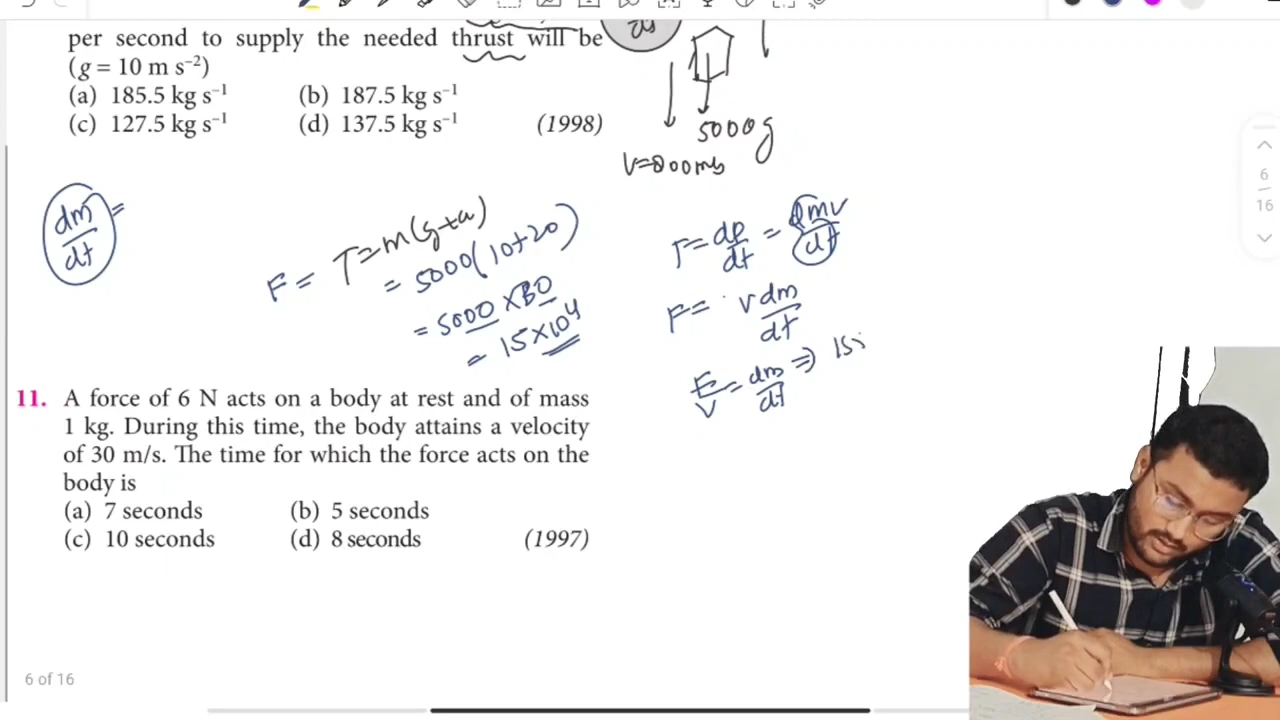 per second to supply the needed thrust will be
(g = 10 m s⁻²)
(a) 185.5 kg s⁻¹ (b) 187.5 kg s⁻¹
(c) 127.5 kg s⁻¹ (d) 137.5 kg s⁻¹ (1998)
5000g
dm/dt =
F = T = m(g+a)
= 5000(10+20)
= 5000 × 30
= 15×10⁴
F = dp/dt = dmv/dt
F = v dm/dt
F/v = dm/dt ⇒ 15
11. A force of 6 N acts on a body at rest and of mass
1 kg. During this time, the body attains a velocity
of 30 m/s. The time for which the force acts on the
body is
(a) 7 seconds (b) 5 seconds
(c) 10 seconds (d) 8 seconds (1997)
6 of 16
6
16